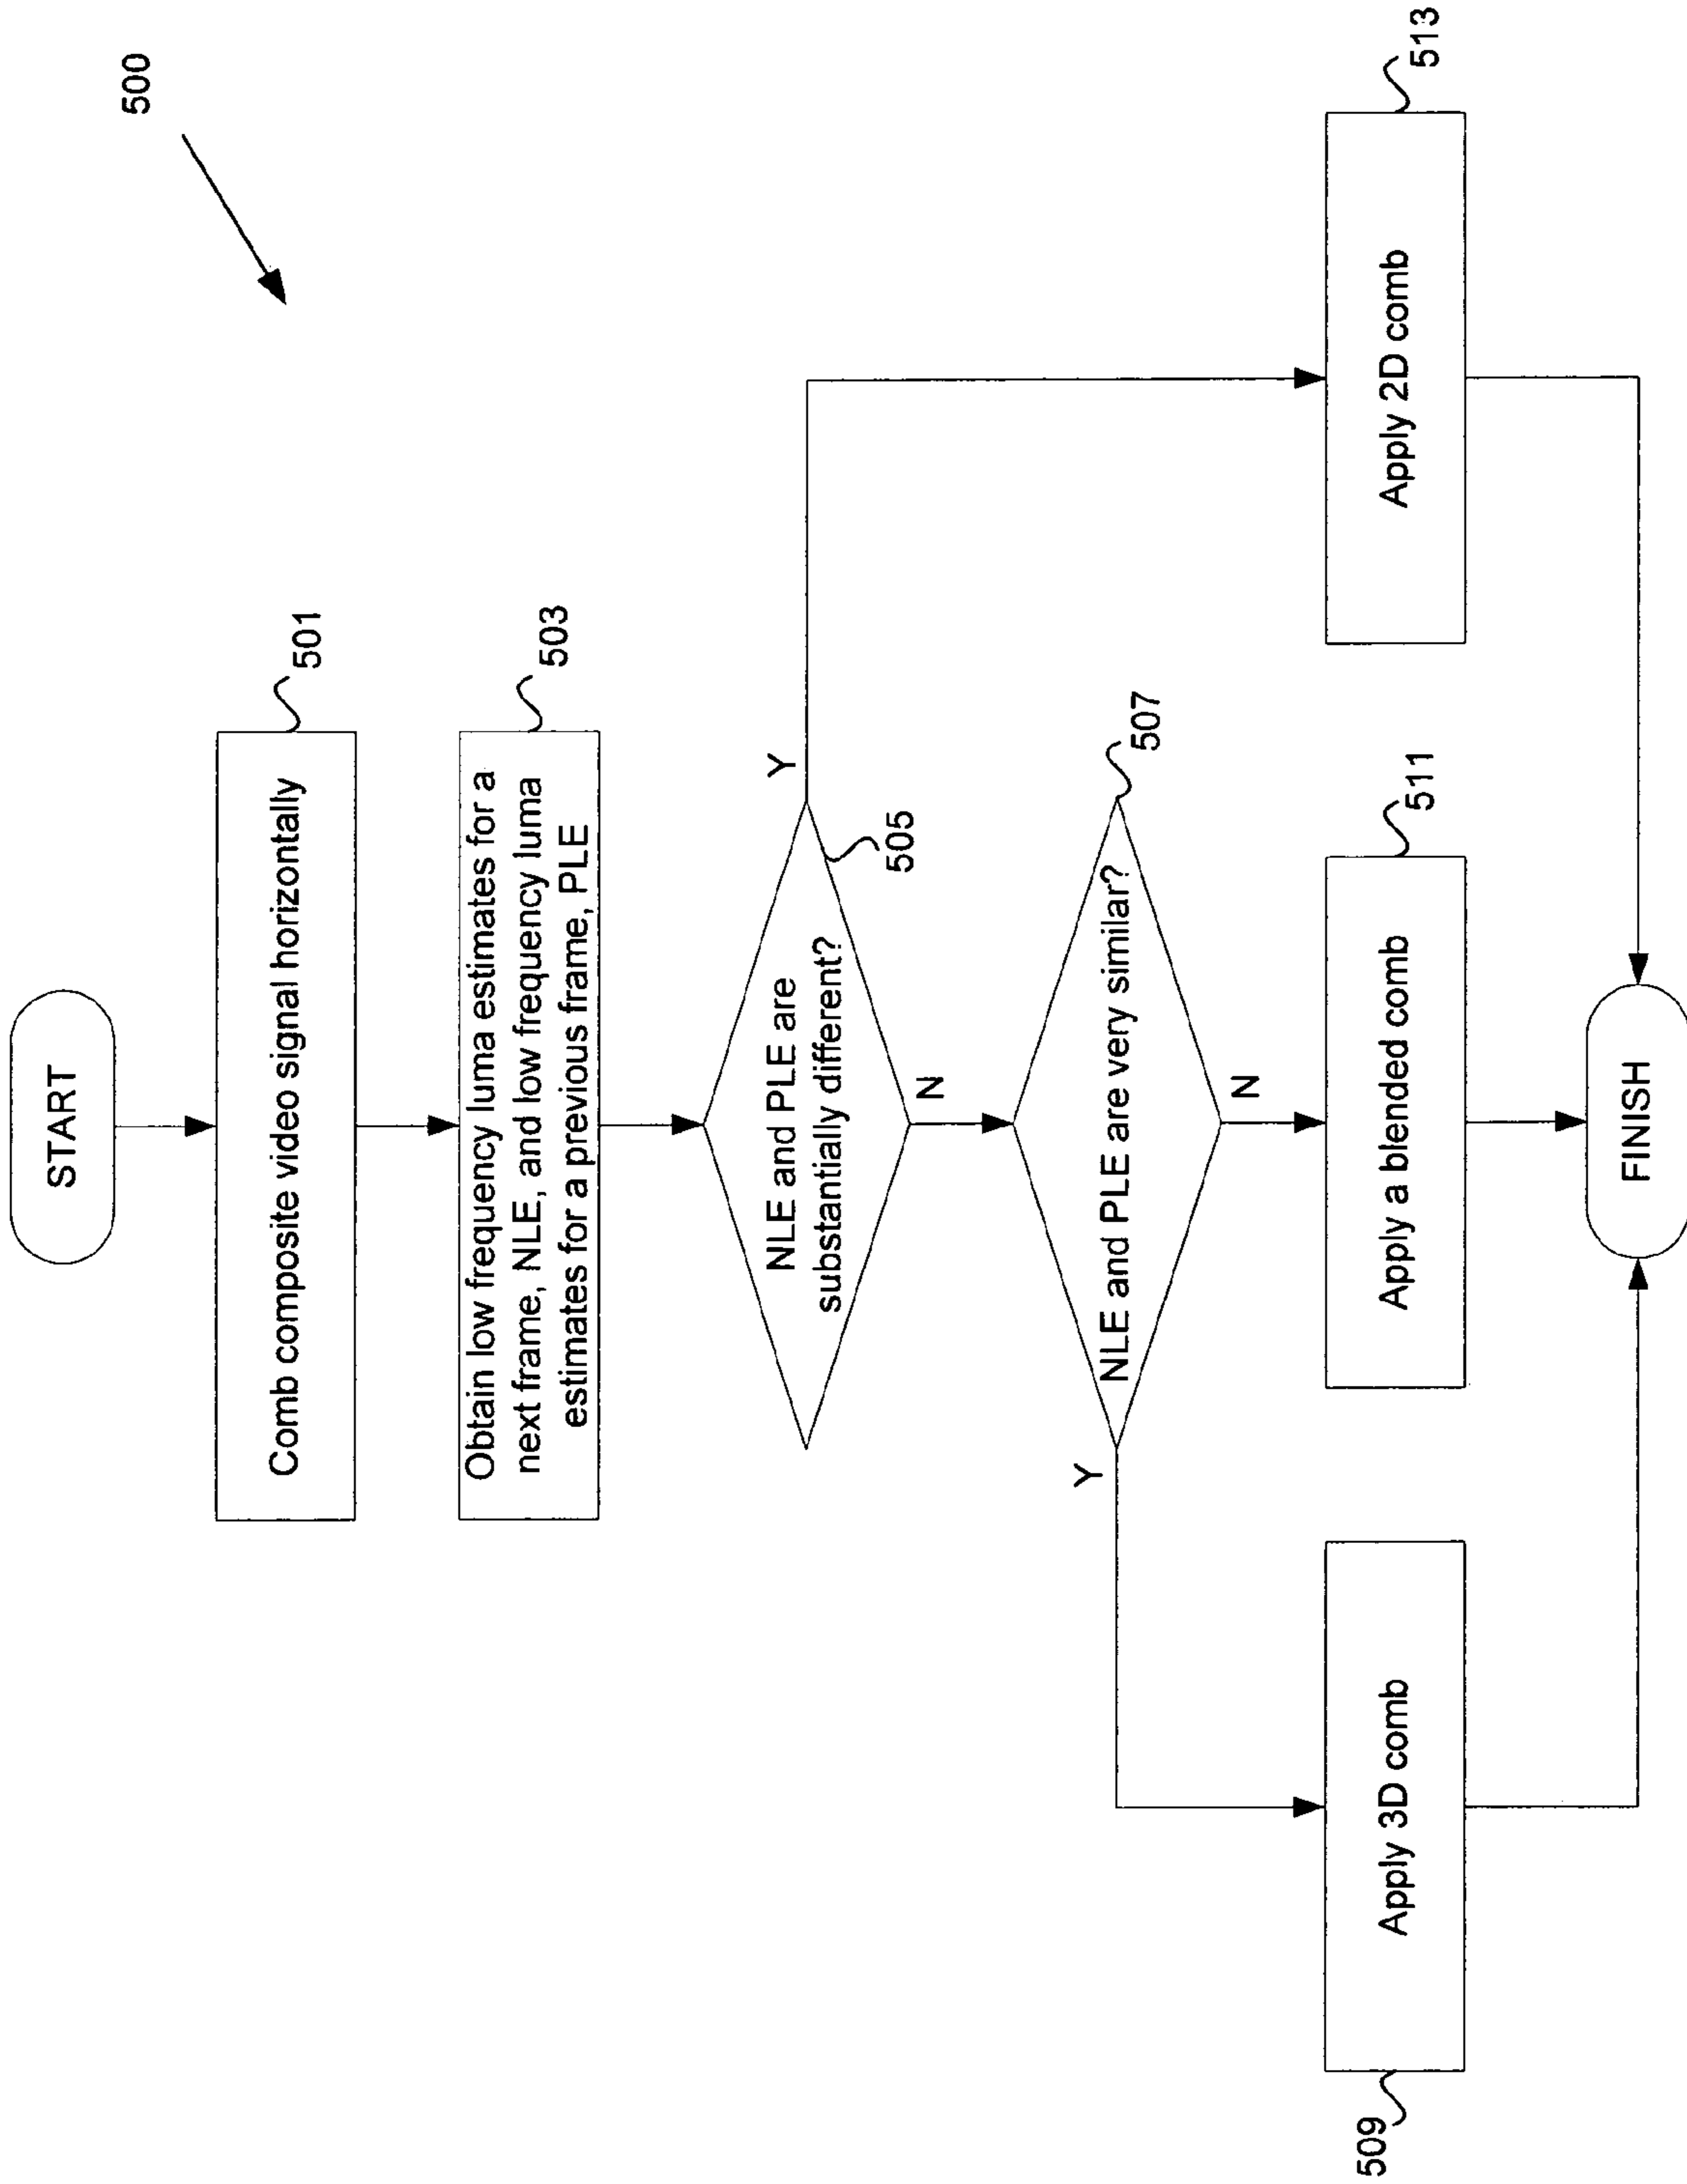 500
START
Comb composite video signal horizontally
501
Obtain low frequency luma estimates for a
next frame, NLE, and low frequency luma
estimates for a previous frame, PLE
503
NLE and PLE are
substantially different?
505
Y
N
NLE and PLE are very similar?
507
Y
N
Apply 3D comb
509
Apply a blended comb
511
Apply 2D comb
513
FINISH